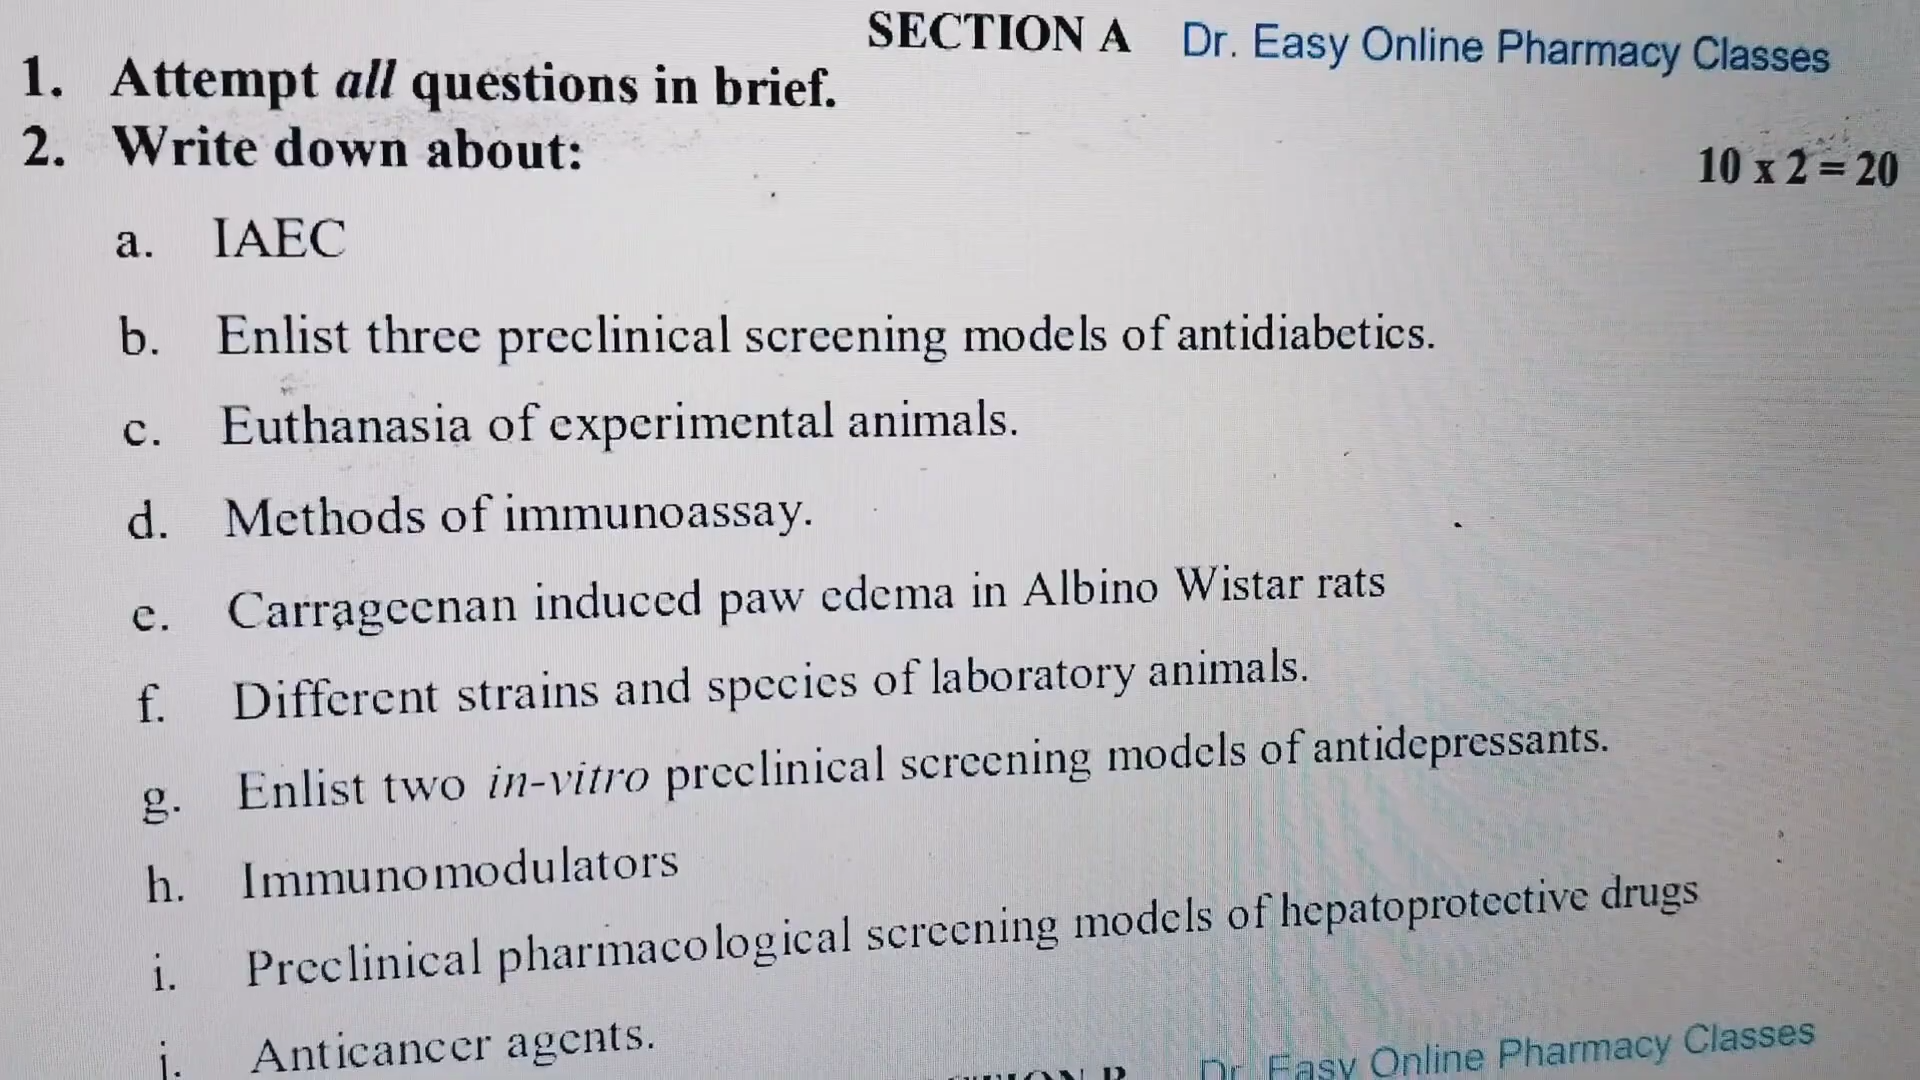 SECTION A Dr. Easy Online Pharmacy Classes
1. Attempt all questions in brief.
2. Write down about:
10 x 2 = 20
a. IAEC
b. Enlist three preclinical screening models of antidiabetics.
c. Euthanasia of experimental animals.
d. Methods of immunoassay.
e. Carrageenan induced paw edema in Albino Wistar rats
f. Different strains and species of laboratory animals.
g. Enlist two in-vitro preclinical screening models of antidepressants.
h. Immunomodulators
i. Preclinical pharmacological screening models of hepatoprotective drugs
j. Anticancer agents.
Dr. Easy Online Pharmacy Classes